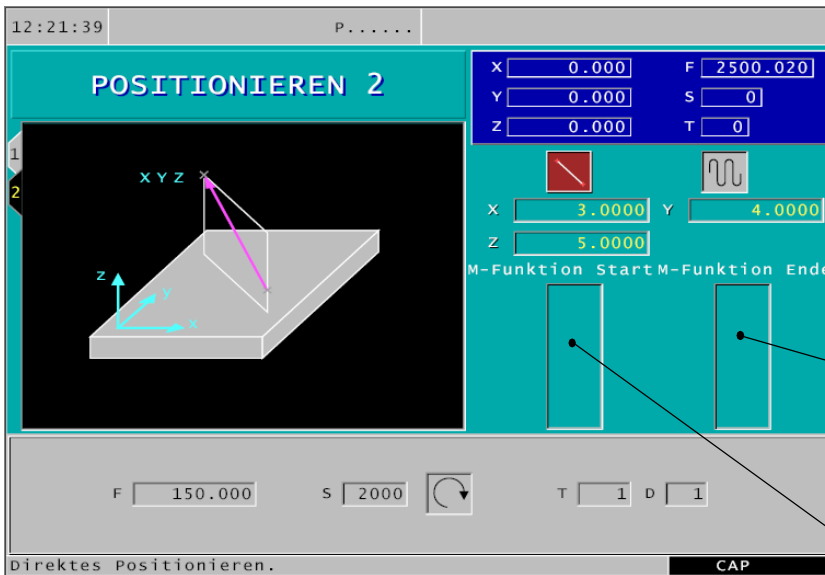 12:21:39 P......
POSITIONIEREN 2
X 0.000 F 2500.020
Y 0.000 S 0
Z 0.000 T 0
1
2
X Y Z
z
y
x
X 3.0000 Y 4.0000
Z 5.0000
M-Funktion Start M-Funktion Ende
F 150.000 S 2000 T 1 D 1
Direktes Positionieren. CAP